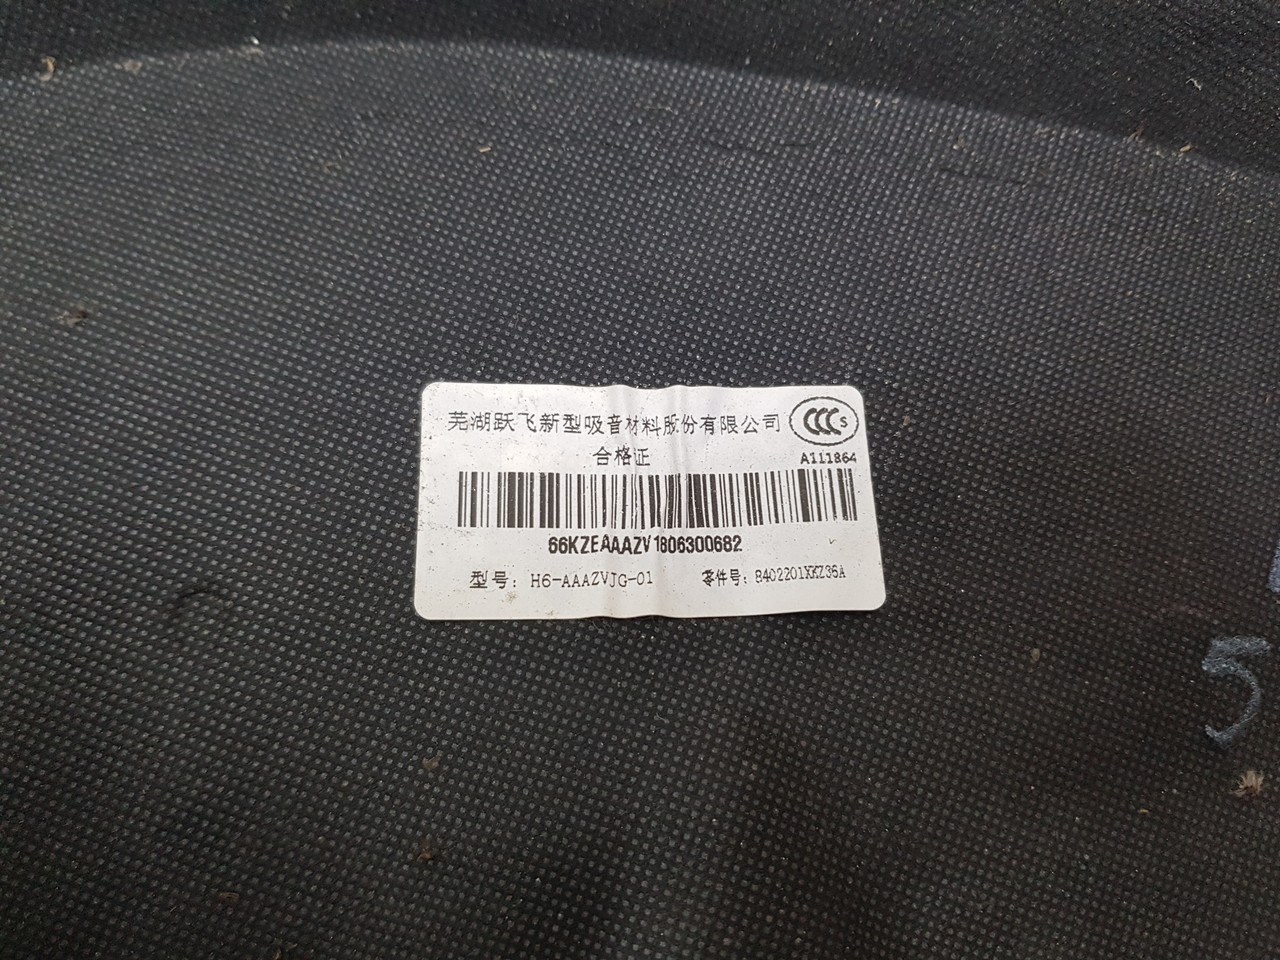 芜湖跃飞新型吸音材料股份有限公司
CCC S
合格证
A111864
66KZEAAAZV1806300682
型号: H6-AAAZVJG-01
零件号: 8402201XKZ36A
5